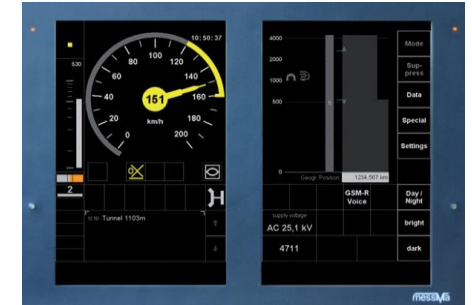 10:50:37
530
0
20
40
60
80
100
120
140
160
180
200
151
km/h
2
Tunnel 1103m
4000
2000
1000
500
0
Geogr. Position
1234,567 km
GSM-R
Voice
supply voltage
AC 25,1 kV
4711
Mode
Sup-
press
Data
Special
Settings
Day /
Night
bright
dark
messMa